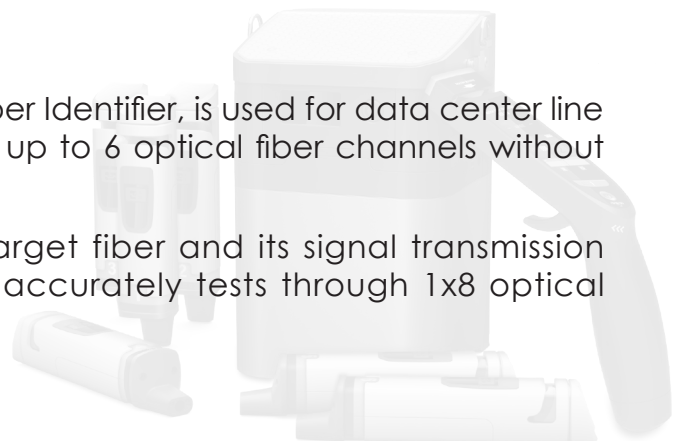 ber Identifier, is used for data center line
up to 6 optical fiber channels without
arget fiber and its signal transmission
accurately tests through 1x8 optical